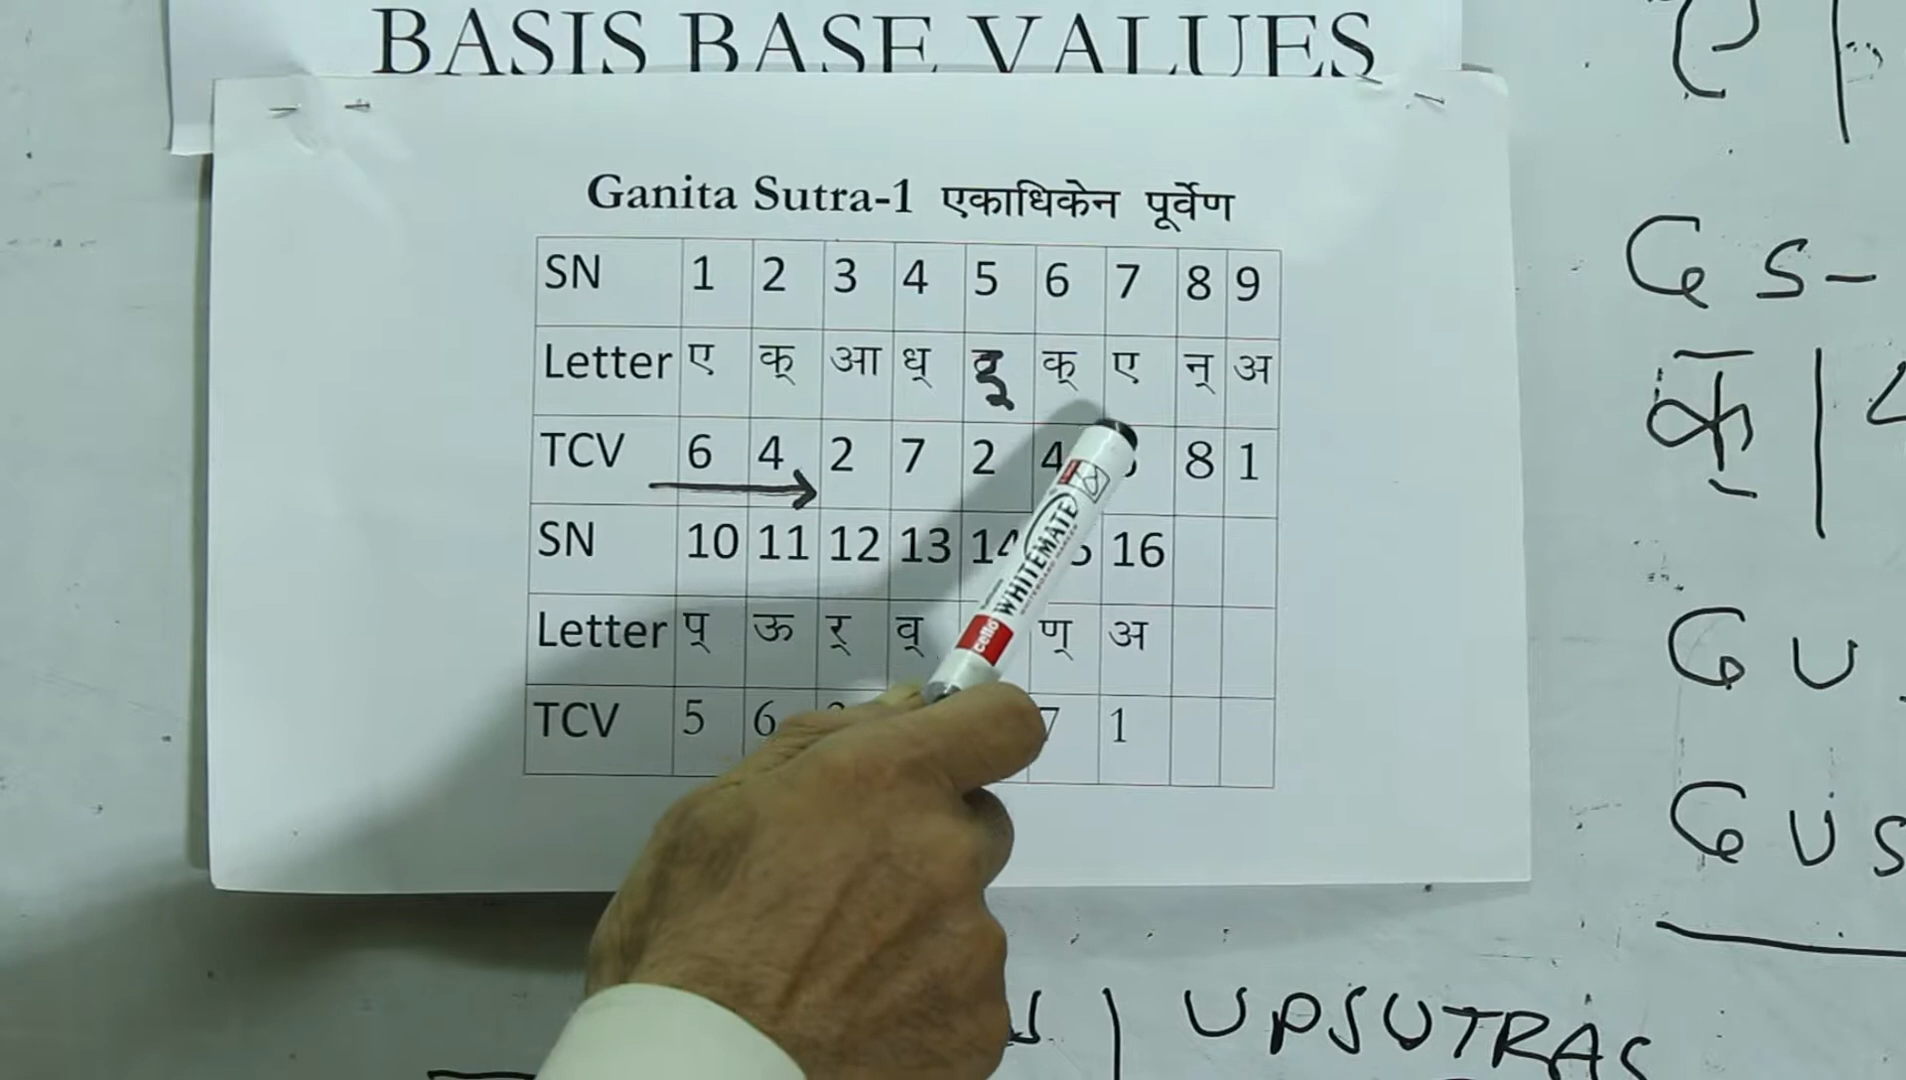 BASIS BASE VALUES
Ganita Sutra-1 एकाधिकेन पूर्वेण
SN 1 2 3 4 5 6 7 8 9
Letter ए क् आ ध् इ क् ए न् अ
TCV 6 4 2 7 2 4 8 1
SN 10 11 12 13 16
Letter प् ऊ र् व् ण् अ
TCV 5 6 7 1
WHITEMATE
cello
GS-
क्
GU
GUS
UPSUTRAS